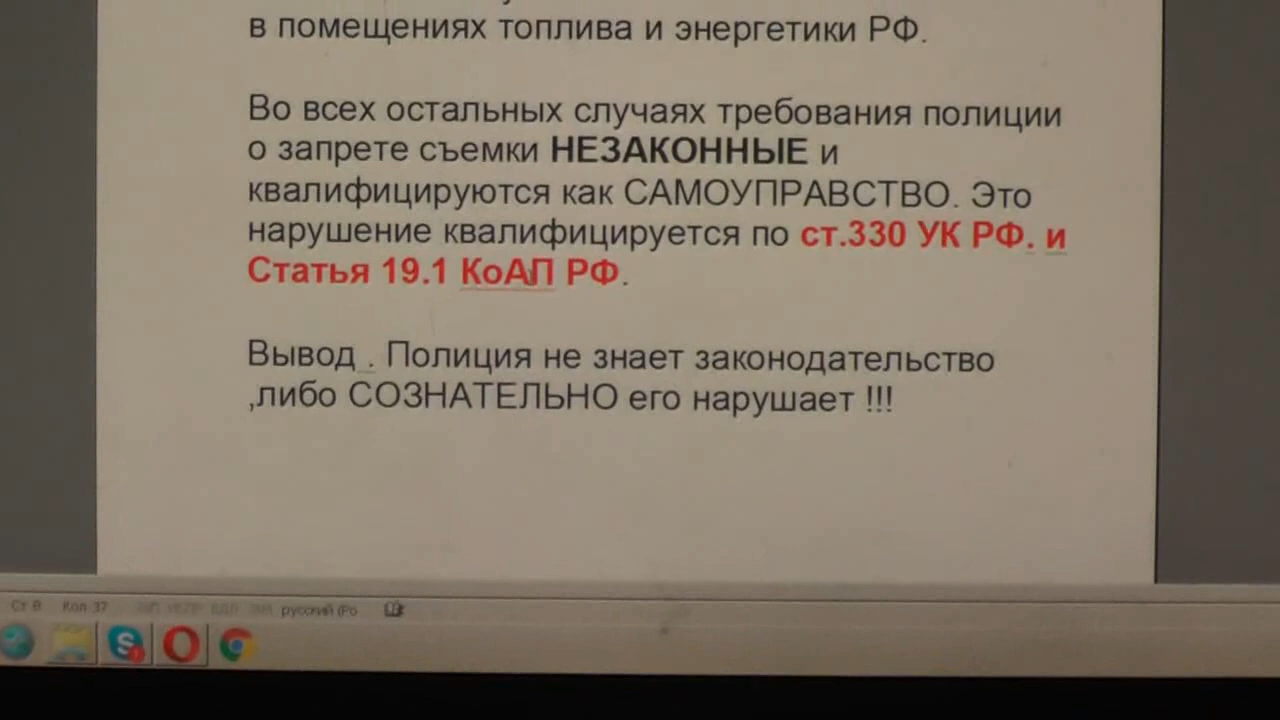 в помещениях топлива и энергетики РФ.
Во всех остальных случаях требования полиции
о запрете съемки НЕЗАКОННЫЕ и
квалифицируются как САМОУПРАВСТВО. Это
нарушение квалифицируется по ст.330 УК РФ. и
Статья 19.1 КоАП РФ.
Вывод . Полиция не знает законодательство
,либо СОЗНАТЕЛЬНО его нарушает !!!
Кол 37 русский (Ро